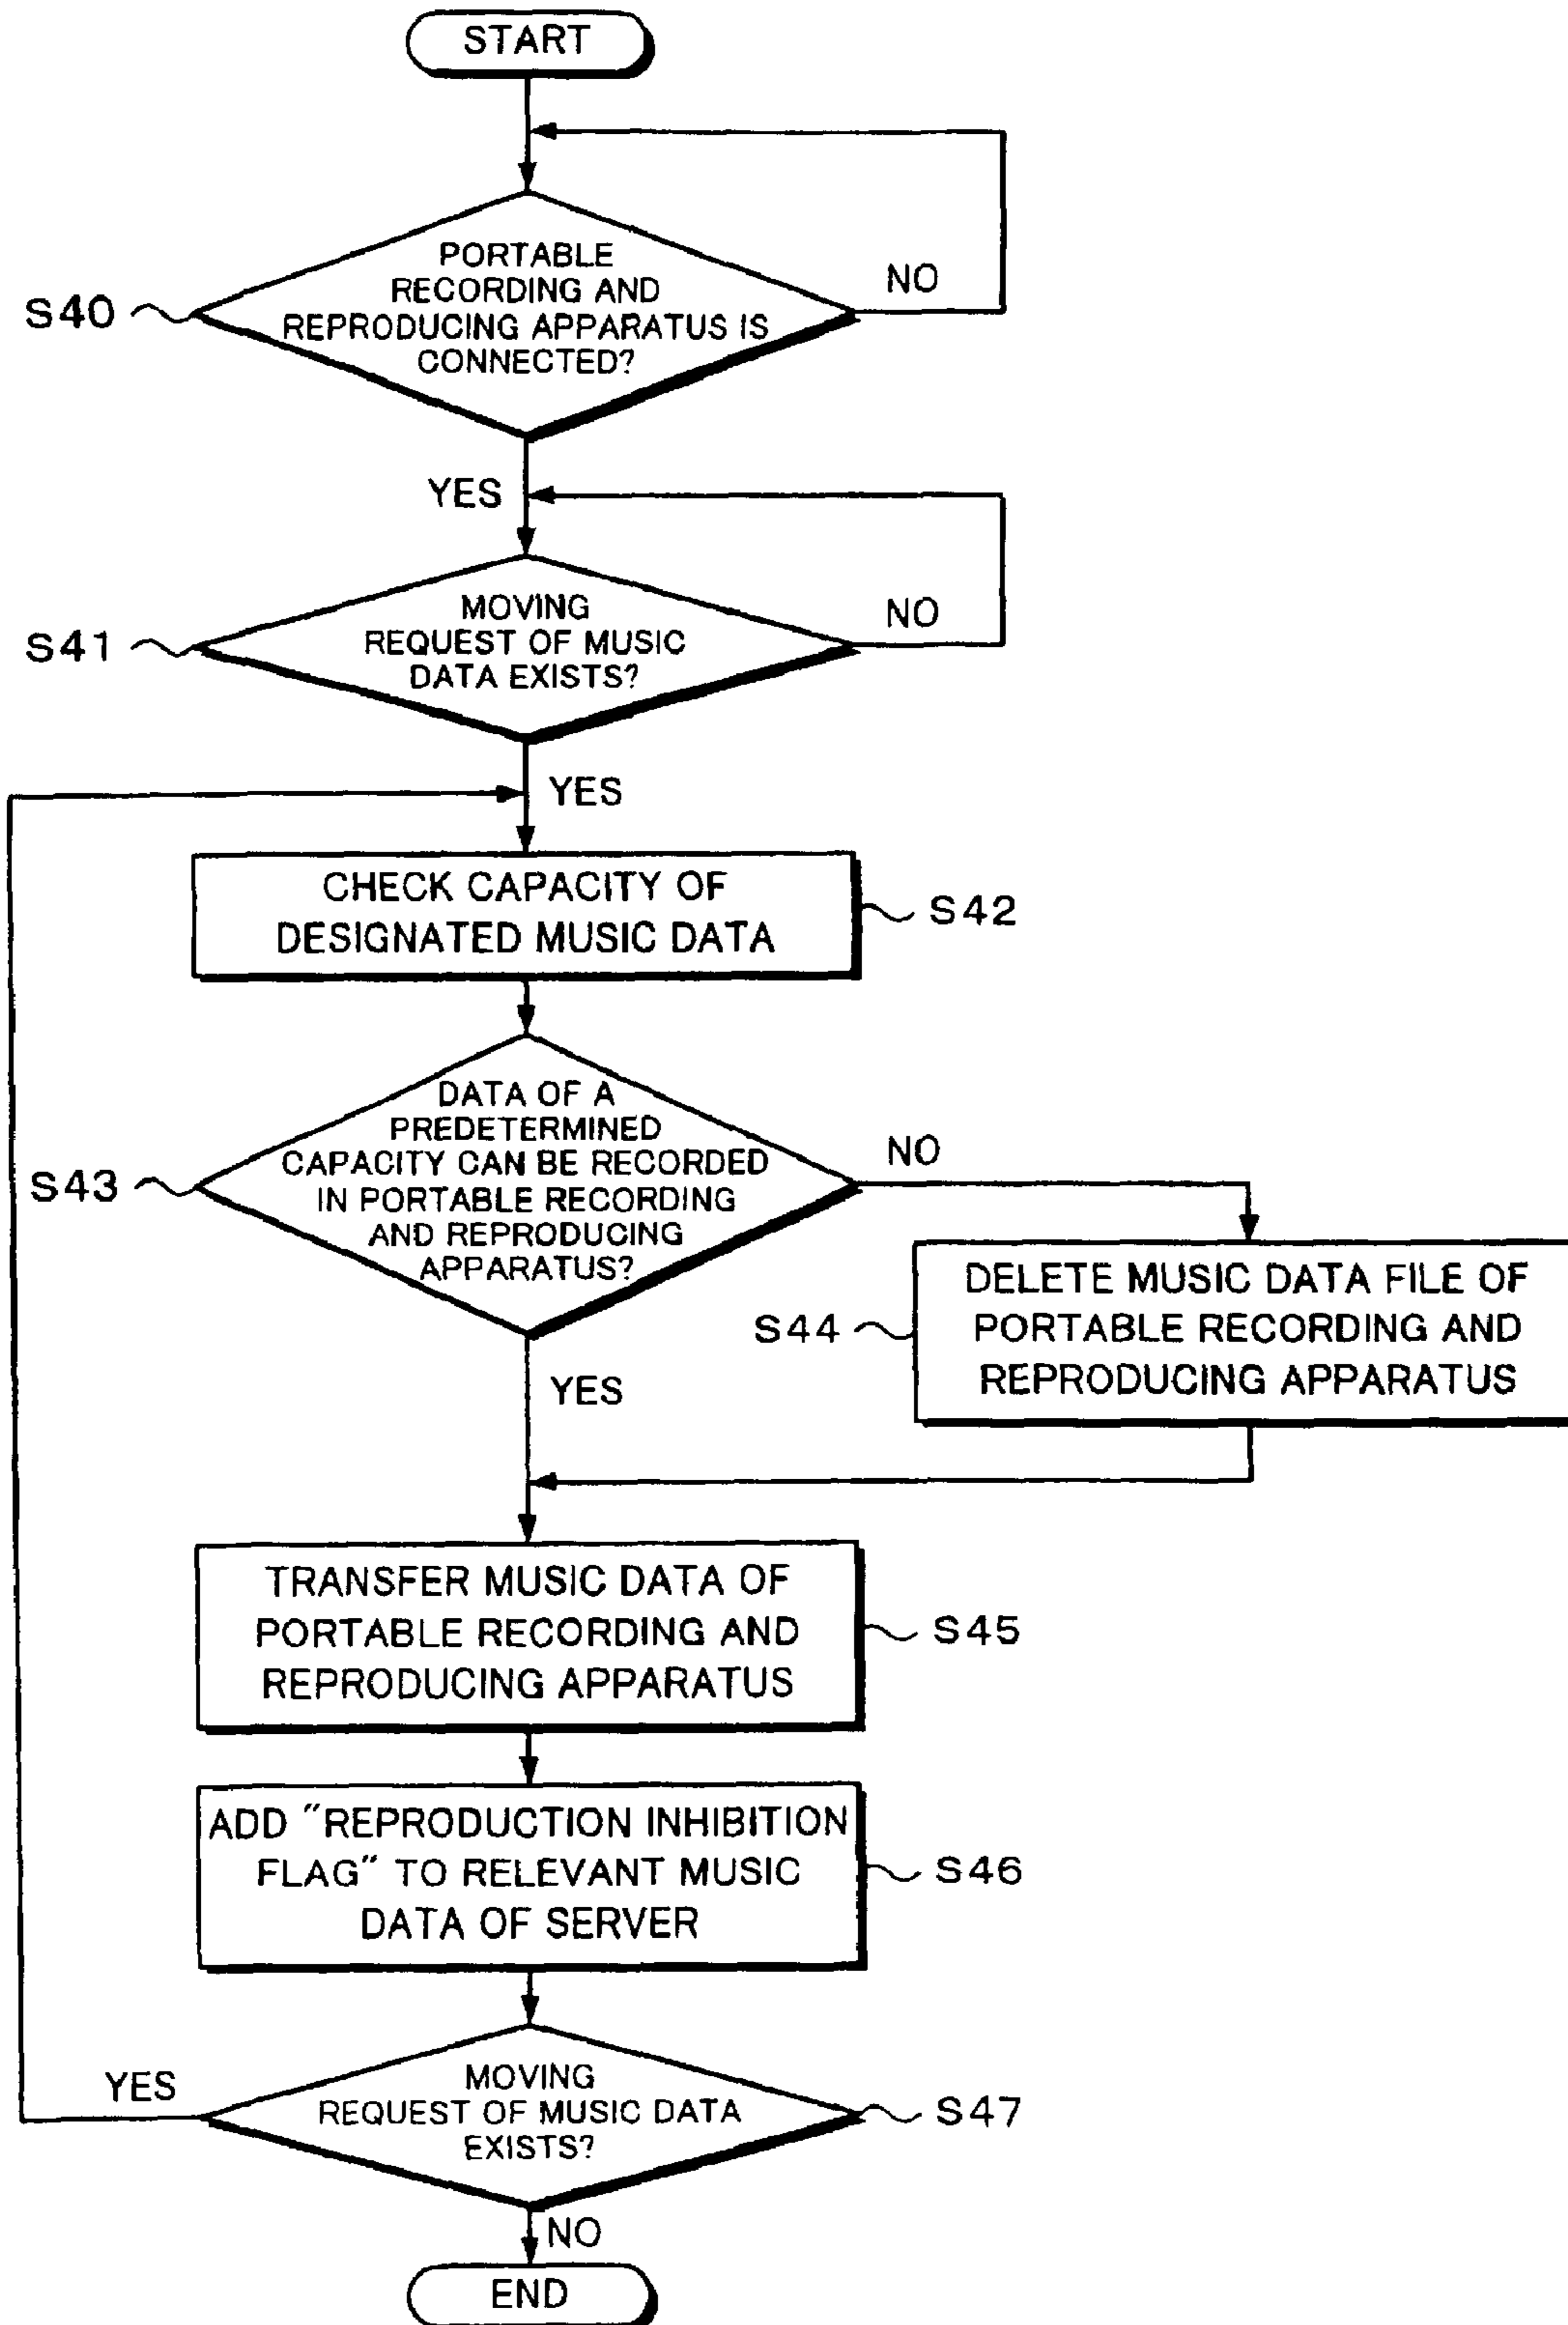 START
PORTABLE
RECORDING AND
REPRODUCING APPARATUS IS
CONNECTED?
NO
S40
YES
MOVING
REQUEST OF MUSIC
DATA EXISTS?
NO
S41
YES
CHECK CAPACITY OF
DESIGNATED MUSIC DATA
S42
DATA OF A
PREDETERMINED
CAPACITY CAN BE RECORDED
IN PORTABLE RECORDING
AND REPRODUCING
APPARATUS?
NO
S43
DELETE MUSIC DATA FILE OF
PORTABLE RECORDING AND
REPRODUCING APPARATUS
S44
YES
TRANSFER MUSIC DATA OF
PORTABLE RECORDING AND
REPRODUCING APPARATUS
S45
ADD "REPRODUCTION INHIBITION
FLAG" TO RELEVANT MUSIC
DATA OF SERVER
S46
YES
MOVING
REQUEST OF MUSIC DATA
EXISTS?
S47
NO
END